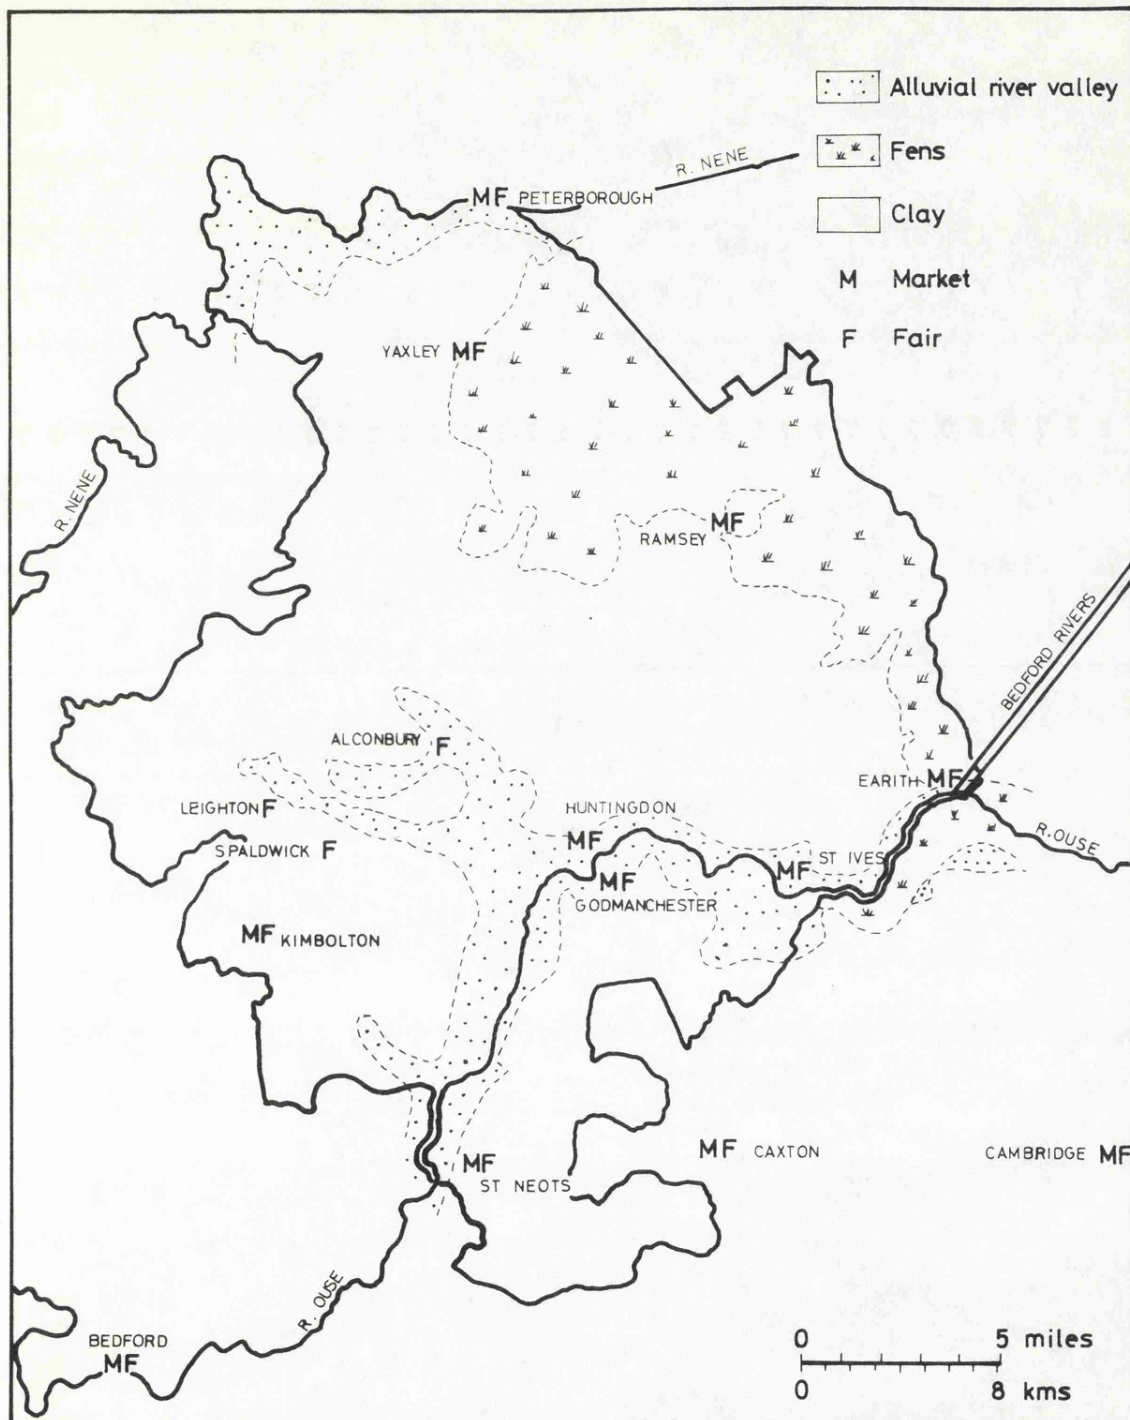 Alluvial river valley
Fens
Clay
M Market
F Fair
R. NENE
MF PETERBOROUGH
YAXLEY MF
R. NENE
RAMSEY MF
BEDFORD RIVERS
ALCONBURY F
EARITH MF
LEIGHTON F
HUNTINGDON
MF
R. OUSE
SPALDWICK F
ST IVES
MF
MF
GODMANCHESTER
MF KIMBOLTON
MF CAXTON
CAMBRIDGE MF
MF
ST NEOTS
R. OUSE
BEDFORD
MF
0 5 miles
0 8 kms